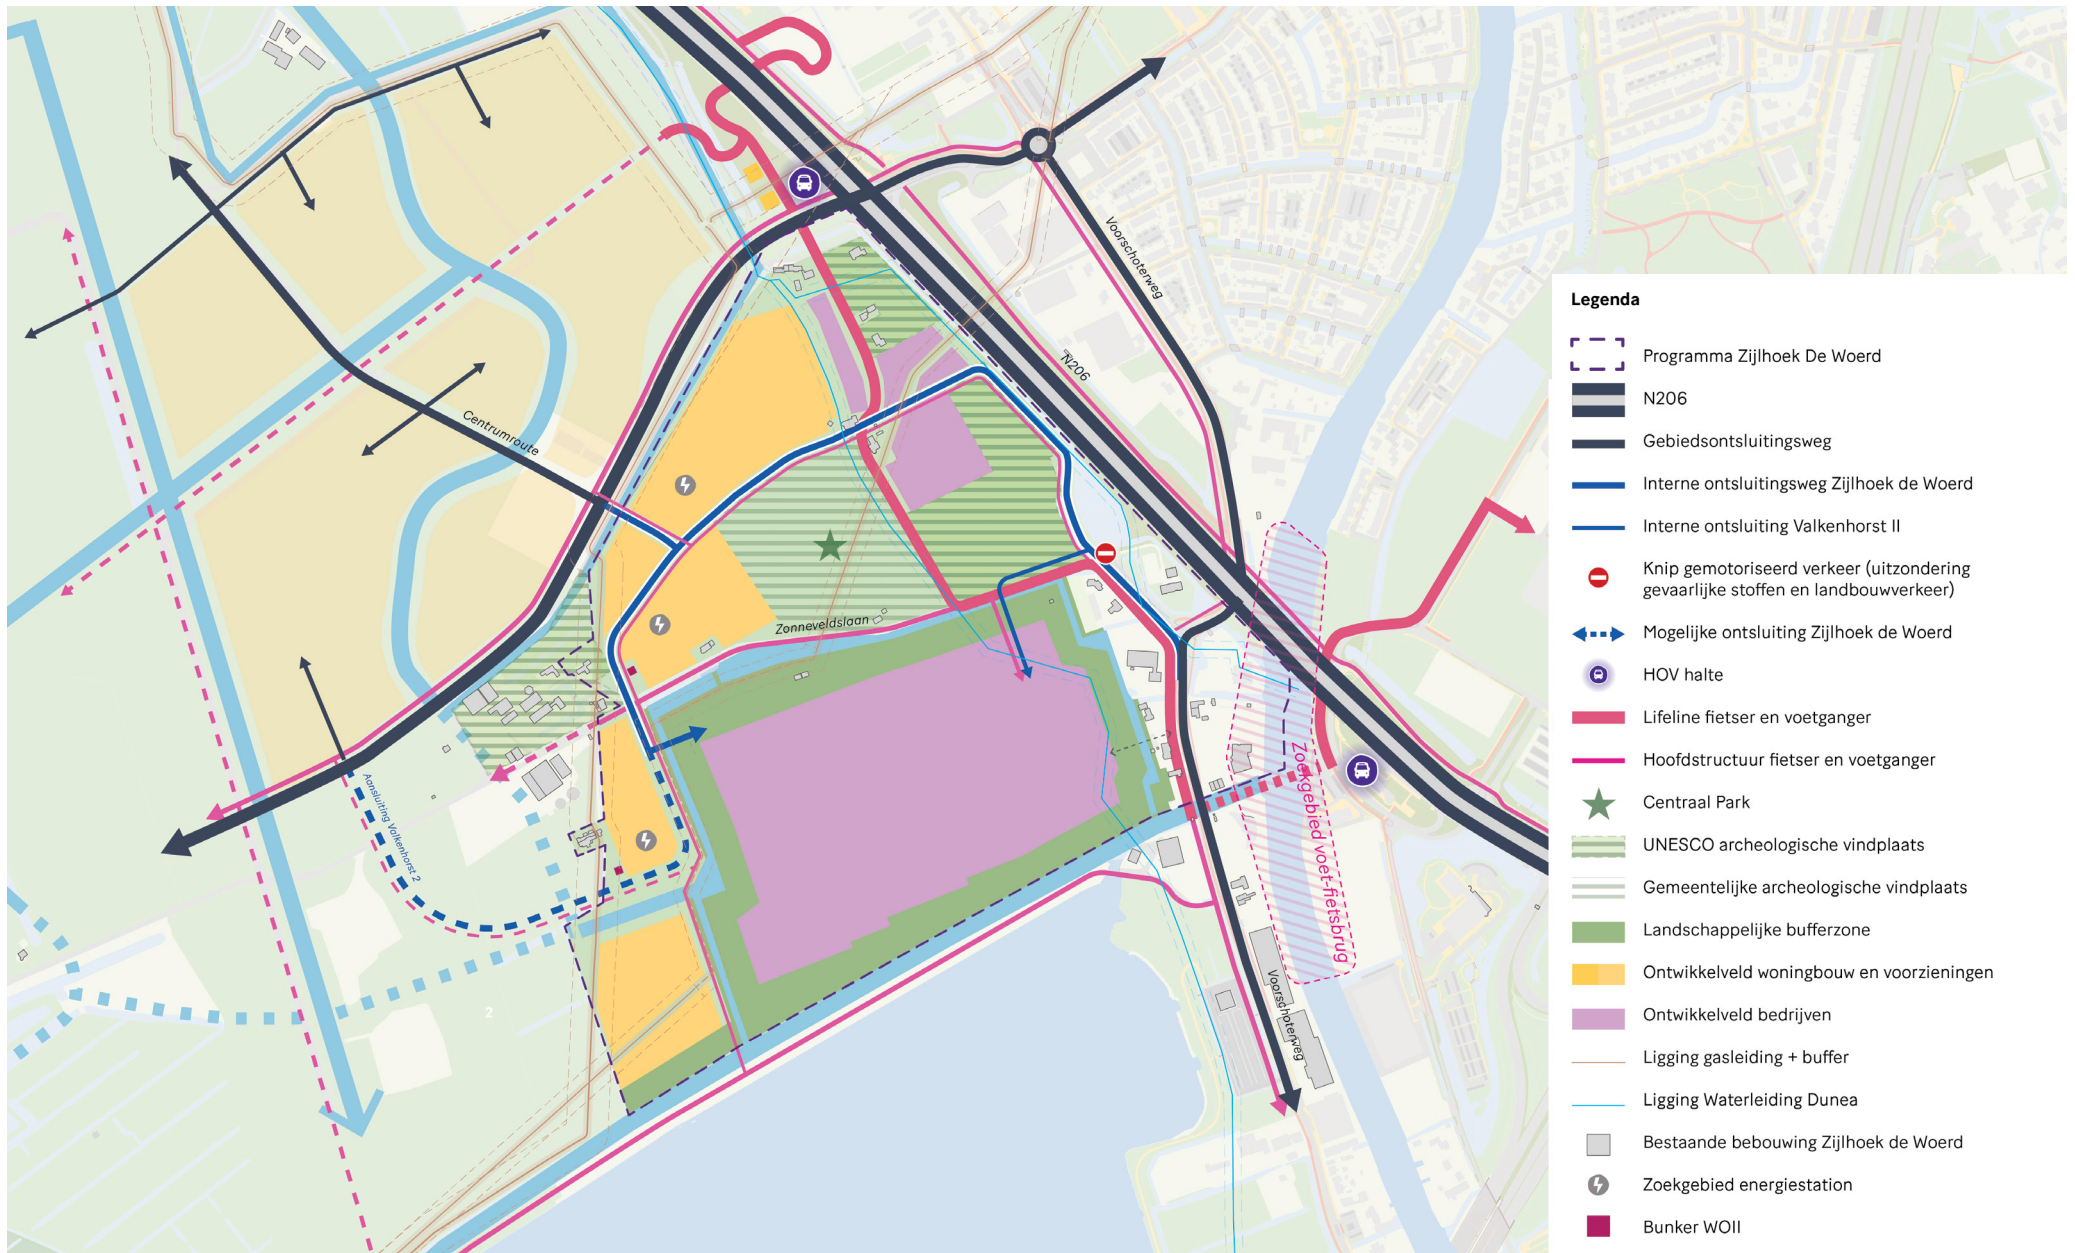 Voorschoterweg
N206
Centrumroute
Zonneveldslaan
Aansluiting Valkenhorst 2
Zoekgebied voet-fietsbrug
2
Voorschoterweg
Legenda
Programma Zijlhoek De Woerd
N206
Gebiedsontsluitingsweg
Interne ontsluitingsweg Zijlhoek de Woerd
Interne ontsluiting Valkenhorst II
Knip gemotoriseerd verkeer (uitzondering
gevaarlijke stoffen en landbouwverkeer)
Mogelijke ontsluiting Zijlhoek de Woerd
HOV halte
Lifeline fietser en voetganger
Hoofdstructuur fietser en voetganger
Centraal Park
UNESCO archeologische vindplaats
Gemeentelijke archeologische vindplaats
Landschappelijke bufferzone
Ontwikkelveld woningbouw en voorzieningen
Ontwikkelveld bedrijven
Ligging gasleiding + buffer
Ligging Waterleiding Dunea
Bestaande bebouwing Zijlhoek de Woerd
Zoekgebied energiestation
Bunker WOII